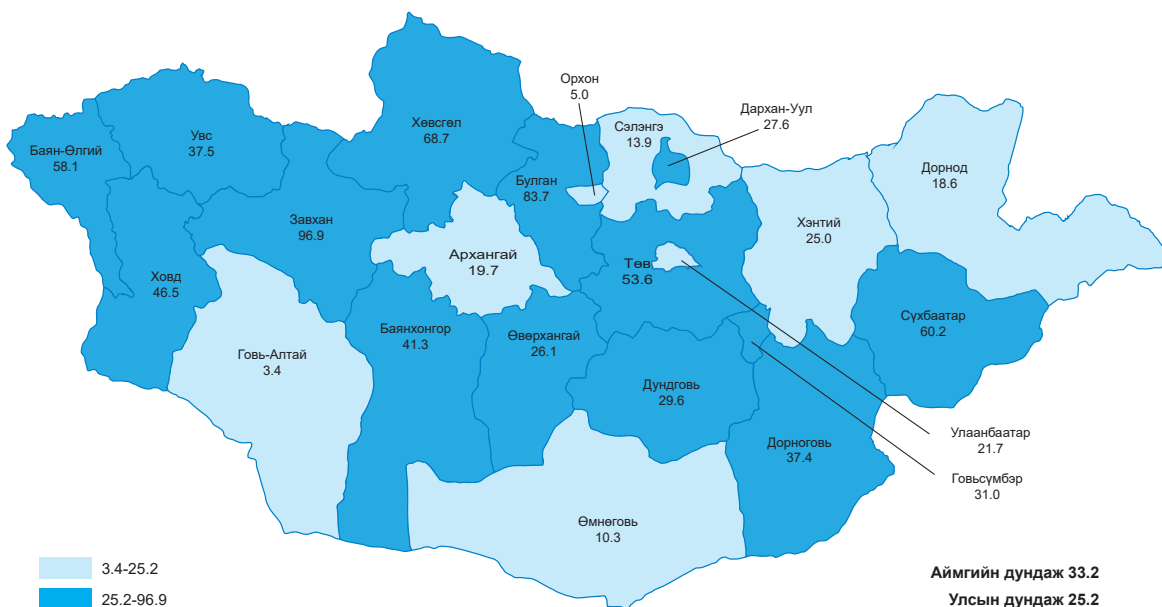 Орхон
5.0
Дархан-Уул
27.6
Хөвсгөл
68.7
Сэлэнгэ
13.9
Увс
37.5
Баян-Өлгий
58.1
Булган
83.7
Дорнод
18.6
Завхан
96.9
Хэнтий
25.0
Архангай
19.7
Төв
53.6
Ховд
46.5
Сүхбаатар
60.2
Баянхонгор
41.3
Өвөрхангай
26.1
Говь-Алтай
3.4
Дундговь
29.6
Улаанбаатар
21.7
Дорноговь
37.4
Говьсүмбэр
31.0
Өмнөговь
10.3
3.4-25.2
25.2-96.9
Аймгийн дундаж 33.2
Улсын дундаж 25.2